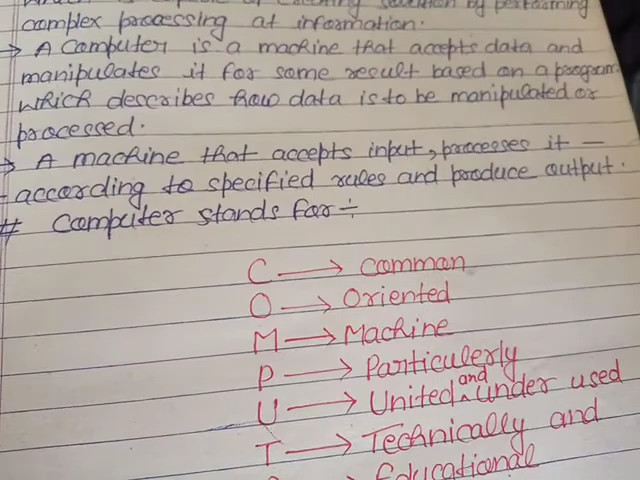 complex processing at information.
→ A Computer is a machine that accepts data and
manipulates it for some result based on a program.
which describes how data is to be manipulated or
processed.
→ A machine that accepts input, processes it -
according to specified rules and produce output.
# Computer stands for ÷
C → Comman
O → Oriented
M → Machine
P → Particulerly
U → United and under used
T → Technically and
Educational